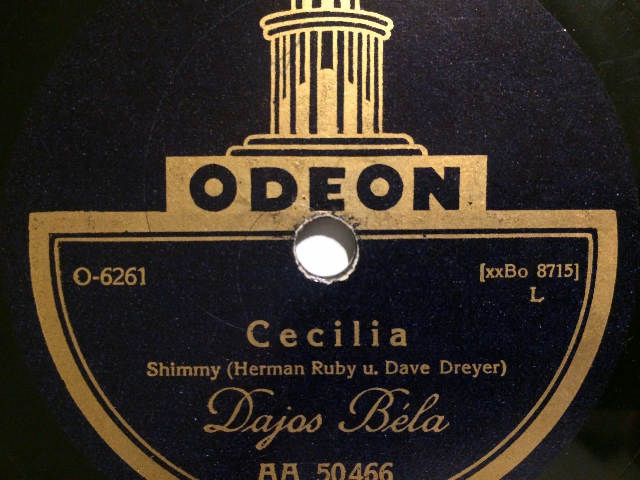 ODEON
O-6261
[xxBo 8715]
L
Cecilia
Shimmy (Herman Ruby u. Dave Dreyer)
Dajos Béla
AA 50466